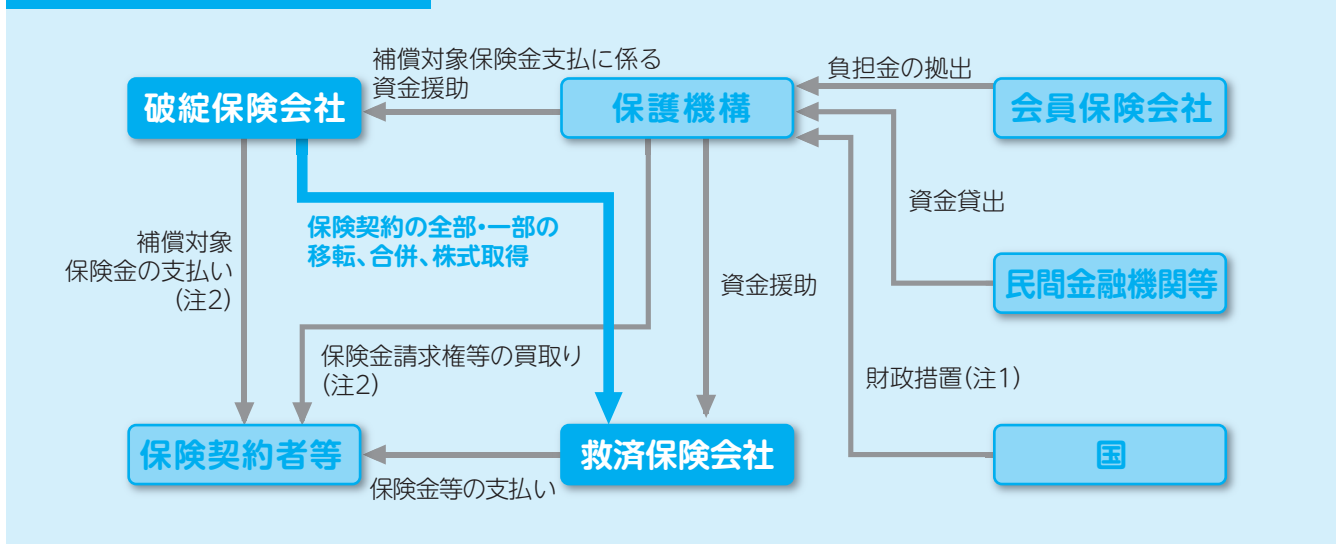 補償対象保険金支払に係る
資金援助
負担金の拠出
破綻保険会社
保護機構
会員保険会社
資金貸出
保険契約の全部・一部の
移転、合併、株式取得
補償対象
保険金の支払い
(注2)
資金援助
民間金融機関等
保険金請求権等の買取り
(注2)
財政措置(注1)
保険契約者等
救済保険会社
国
保険金等の支払い